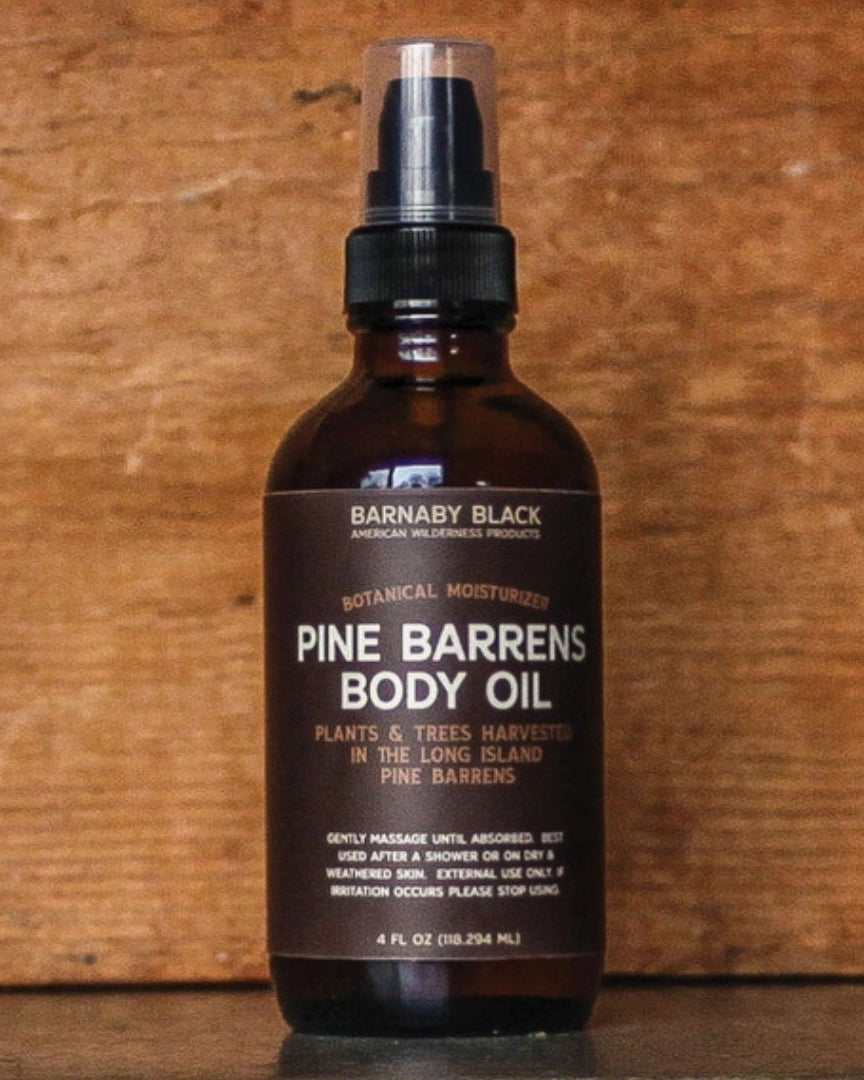 BARNABY BLACK
AMERICAN WILDERNESS PRODUCTS
BOTANICAL MOISTURIZER
PINE BARRENS
BODY OIL
PLANTS & TREES HARVESTED
IN THE LONG ISLAND
PINE BARRENS
GENTLY MASSAGE UNTIL ABSORBED. BEST
USED AFTER A SHOWER OR ON DRY &
WEATHERED SKIN. EXTERNAL USE ONLY. IF
IRRITATION OCCURS PLEASE STOP USING.
4 FL OZ (118.294 ML)